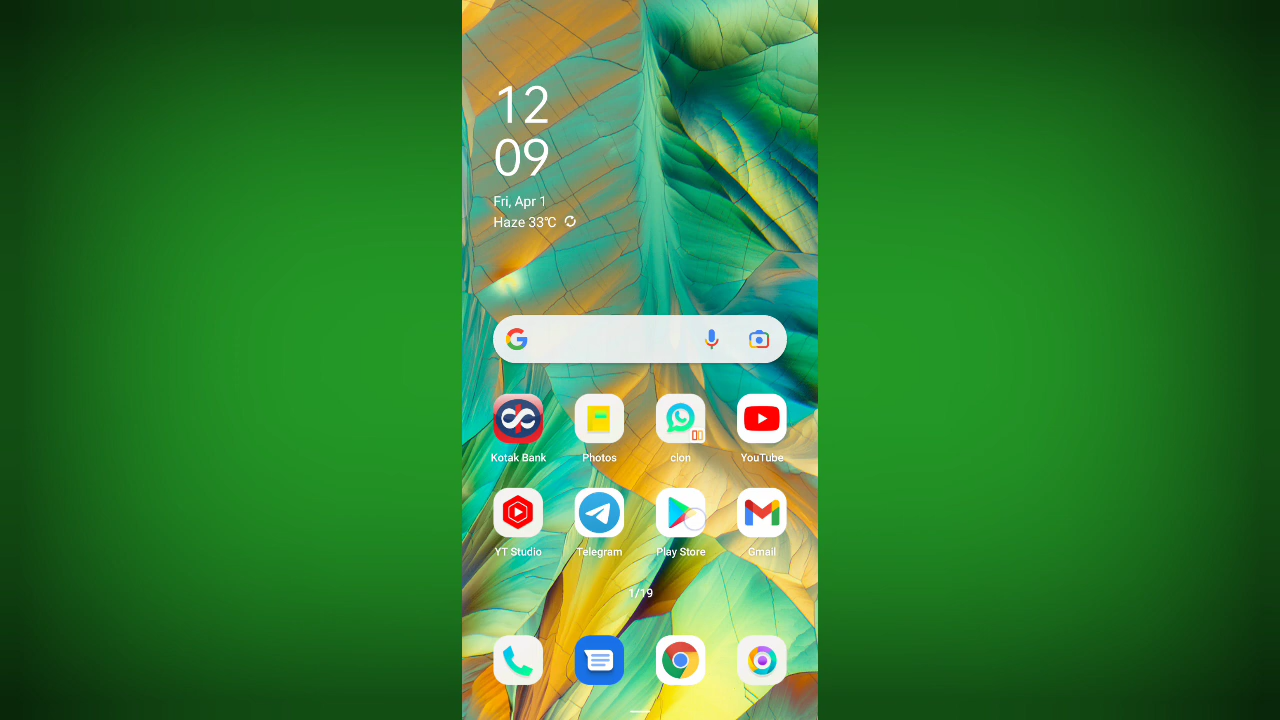 12
09
Fri, Apr 1
Haze 33℃
Kotak Bank Photos cion YouTube
YT Studio Telegram Play Store Gmail
1/19